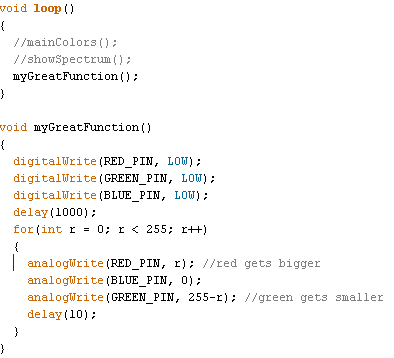 void loop()
{
  //mainColors();
  //showSpectrum();
  myGreatFunction();
}

void myGreatFunction()
{
  digitalWrite(RED_PIN, LOW);
  digitalWrite(GREEN_PIN, LOW);
  digitalWrite(BLUE_PIN, LOW);
  delay(1000);
  for(int r = 0; r < 255; r++)
  {
    analogWrite(RED_PIN, r); //red gets bigger
    analogWrite(BLUE_PIN, 0);
    analogWrite(GREEN_PIN, 255-r); //green gets smaller
    delay(10);
  }
}